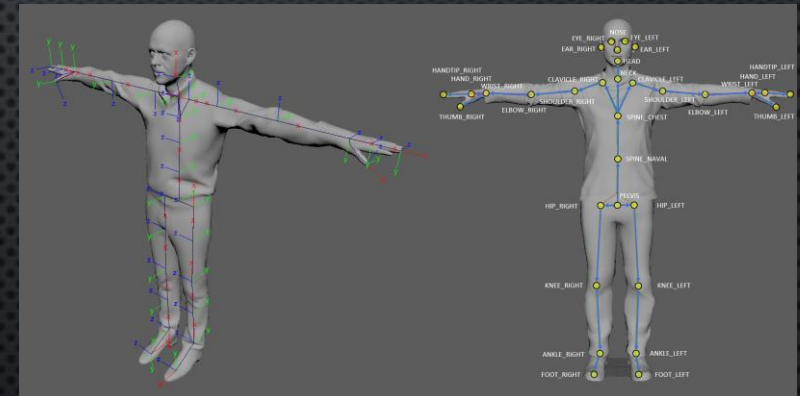 NOSE
EYE_RIGHT
EYE_LEFT
EAR_RIGHT
EAR_LEFT
HEAD
HANDTIP_RIGHT
HANDTIP_LEFT
HAND_RIGHT
NECK
HAND_LEFT
WRIST_RIGHT
CLAVICLE_RIGHT
CLAVICLE_LEFT
WRIST_LEFT
SHOULDER_RIGHT
SHOULDER_LEFT
ELBOW_RIGHT
ELBOW_LEFT
THUMB_RIGHT
SPINE_CHEST
THUMB_LEFT
SPINE_NAVAL
PELVIS
HIP_RIGHT
HIP_LEFT
KNEE_RIGHT
KNEE_LEFT
ANKLE_RIGHT
ANKLE_LEFT
FOOT_RIGHT
FOOT_LEFT